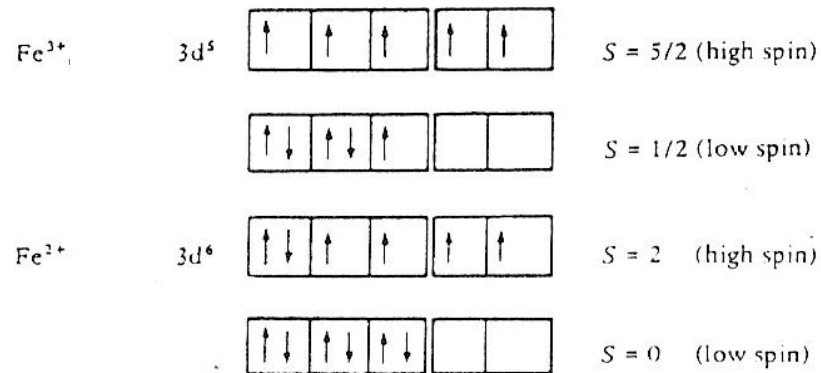 Fe³⁺ 3d⁵ ↑ ↑ ↑ ↑ ↑ S = 5/2 (high spin)
↑↓ ↑↓ ↑ S = 1/2 (low spin)
Fe²⁺ 3d⁶ ↑↓ ↑ ↑ ↑ ↑ S = 2 (high spin)
↑↓ ↑↓ ↑↓ S = 0 (low spin)